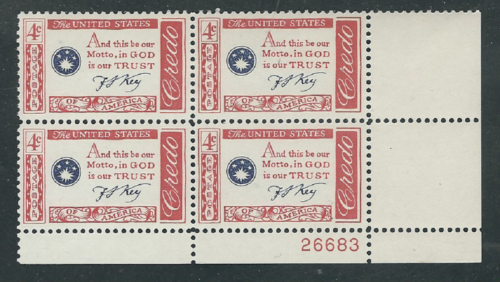 4¢ The UNITED STATES
And this be our
Motto, in GOD
is our TRUST
F S Key
Credo
OF AMERICA
4¢ The UNITED STATES
And this be our
Motto, in GOD
is our TRUST
F S Key
Credo
OF AMERICA
4¢ The UNITED STATES
And this be our
Motto, in GOD
is our TRUST
F S Key
Credo
OF AMERICA
4¢ The UNITED STATES
And this be our
Motto, in GOD
is our TRUST
F S Key
Credo
OF AMERICA
26683